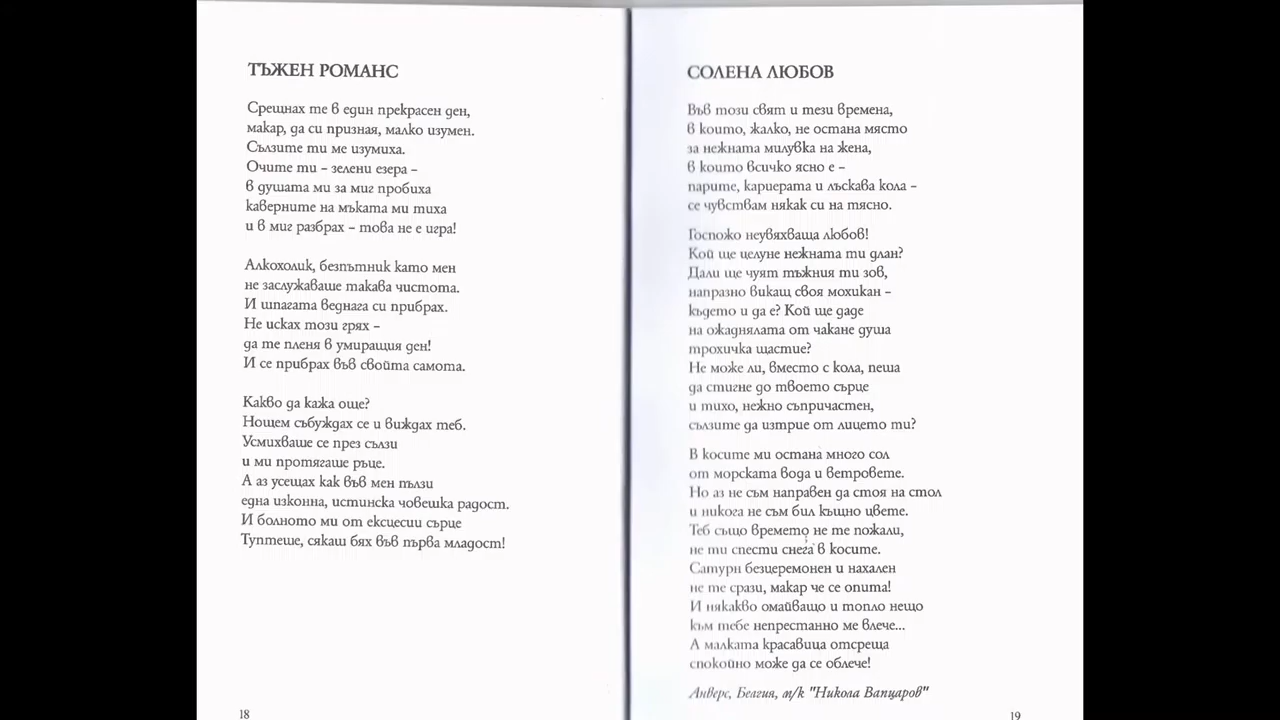 ТЪЖЕН РОМАНС
Срещнах те в един прекрасен ден,
макар, да си призная, малко изумен.
Сълзите ти ме изумиха.
Очите ти – зелени езера –
в душата ми за миг пробиха
каверните на мъката ми тиха
и в миг разбрах – това не е игра!
Алкохолик, безпътник като мен
не заслужаваше такава чистота.
И шпагата веднага си прибрах.
Не исках този грях –
да те пленя в умиращия ден!
И се прибрах във свойта самота.
Какво да кажа още?
Нощем събуждах се и виждах теб.
Усмихваше се през сълзи
и ми протягаше ръце.
А аз усещах как във мен пълзи
една изконна, истинска човешка радост.
И болното ми от ексцесии сърце
Туптеше, сякаш бях във първа младост!
18
СОЛЕНА ЛЮБОВ
Във този свят и тези времена,
в които, жалко, не остана място
за нежната милувка на жена,
в които всичко ясно е –
парите, кариерата и лъскава кола –
се чувствам някак си на тясно.
Госпожо неувяхваща любов!
Кой ще целуне нежната ти длан?
Дали ще чуят тъжния ти зов,
напразно викащ своя мохикан –
където и да е? Кой ще даде
на ожаднялата от чакане душа
трохичка щастие?
Не може ли, вместо с кола, пеша
да стигне до твоето сърце
и тихо, нежно съпричастен,
сълзите да изтрие от лицето ти?
В косите ми остана много сол
от морската вода и ветровете.
Но аз не съм направен да стоя на стол
и никога не съм бил къщно цвете.
Теб също времето не те пожали,
не ти спести снега в косите.
Сатурн безцеремонен и нахален
не те срази, макар че се опита!
И някакво омайващо и топло нещо
към тебе непрестанно ме влече...
А малката красавица отсреща
спокойно може да се облече!
Анверс, Белгия, м/к "Никола Вапцаров"
19